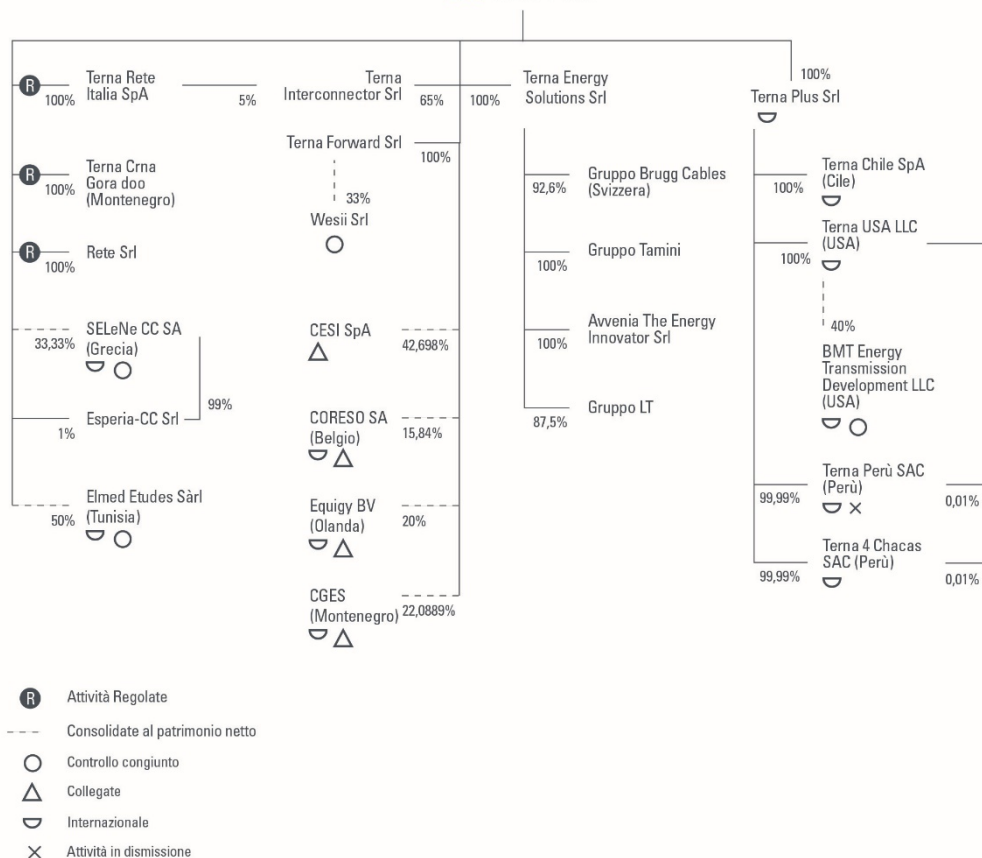 R
100%
Terna Rete
Italia SpA
5%
Terna
Interconnector Srl
65%
100%
Terna Energy
Solutions Srl
100%
Terna Plus Srl
R
100%
Terna Crna
Gora doo
(Montenegro)
Terna Forward Srl
100%
33%
Wesii Srl
R
100%
Rete Srl
33,33%
SELeNe CC SA
(Grecia)
99%
1%
Esperia-CC Srl
50%
Elmed Etudes Sàrl
(Tunisia)
CESI SpA
42,698%
CORESO SA
(Belgio)
15,84%
Equigy BV
(Olanda)
20%
CGES
(Montenegro)
22,0889%
92,6%
Gruppo Brugg Cables
(Svizzera)
100%
Gruppo Tamini
100%
Avvenia The Energy
Innovator Srl
87,5%
Gruppo LT
100%
Terna Chile SpA
(Cile)
100%
Terna USA LLC
(USA)
40%
BMT Energy
Transmission
Development LLC
(USA)
99,99%
Terna Perù SAC
(Perù)
0,01%
99,99%
Terna 4 Chacas
SAC (Perù)
0,01%
R Attività Regolate
Consolidate al patrimonio netto
Controllo congiunto
Collegate
Internazionale
Attività in dismissione